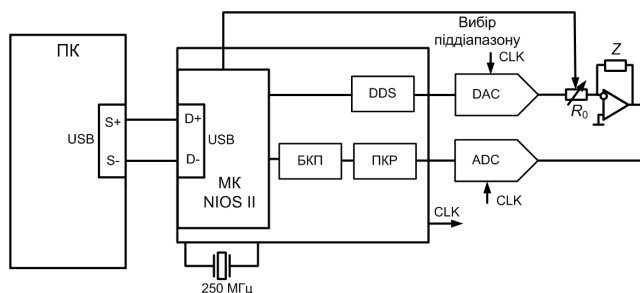 ПК
S+
USB
S-
D+
USB
D-
МК
NIOS II
DDS
БКП
ПКР
Вибір
піддіапазону
CLK
DAC
ADC
CLK
CLK
R0
Z
250 МГц